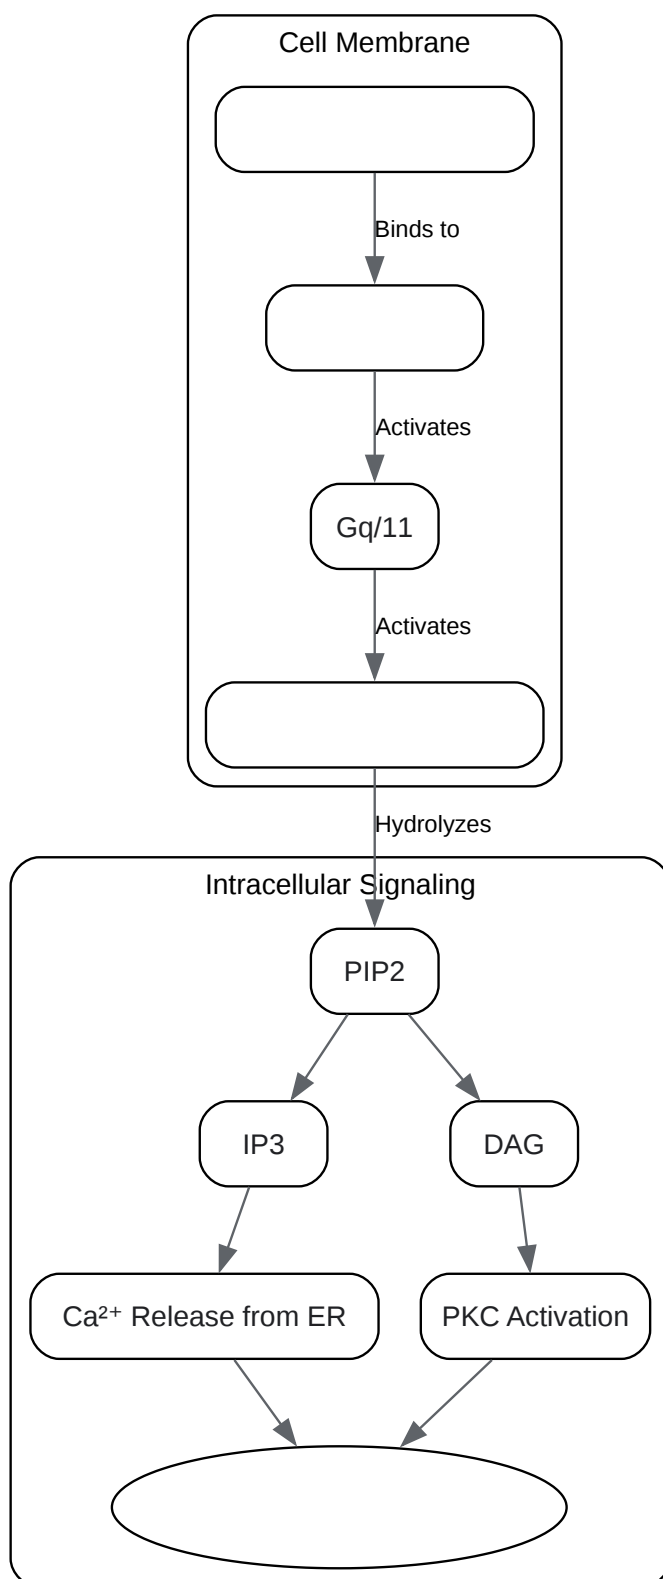 Cell Membrane
Binds to
Activates
Gq/11
Activates
Hydrolyzes
Intracellular Signaling
PIP2
IP3
DAG
Ca²⁺ Release from ER
PKC Activation